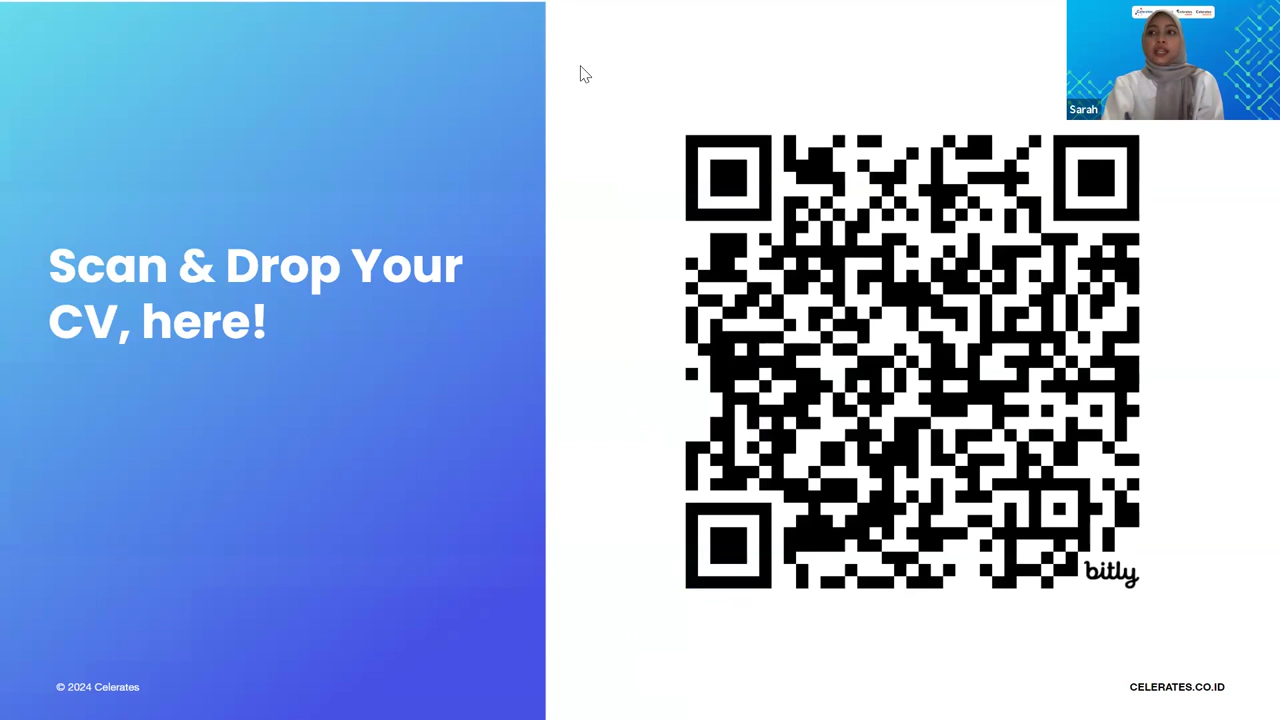 Sarah
Scan & Drop Your
CV, here!
bitly
© 2024 Celerates
CELERATES.CO.ID